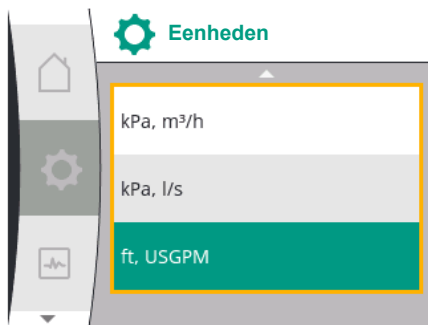 Eenheden
kPa, m³/h
kPa, l/s
ft, USGPM